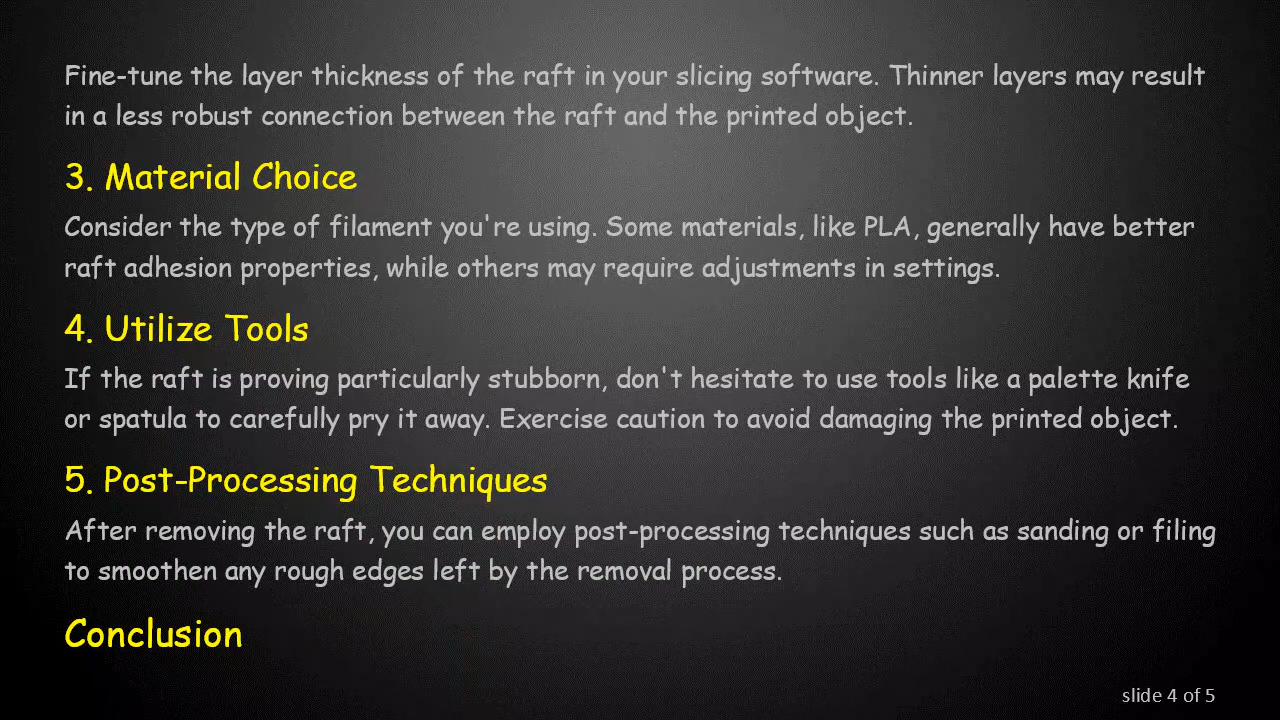 Fine-tune the layer thickness of the raft in your slicing software. Thinner layers may result
in a less robust connection between the raft and the printed object.
3. Material Choice
Consider the type of filament you're using. Some materials, like PLA, generally have better
raft adhesion properties, while others may require adjustments in settings.
4. Utilize Tools
If the raft is proving particularly stubborn, don't hesitate to use tools like a palette knife
or spatula to carefully pry it away. Exercise caution to avoid damaging the printed object.
5. Post-Processing Techniques
After removing the raft, you can employ post-processing techniques such as sanding or filing
to smoothen any rough edges left by the removal process.
Conclusion
slide 4 of 5